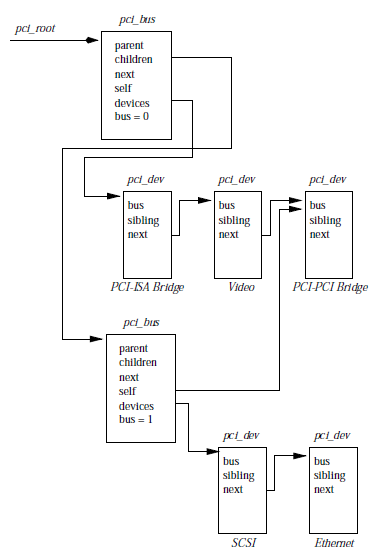 pci_bus
pci_root
parent
children
next
self
devices
bus = 0
pci_dev pci_dev pci_dev
bus bus bus
sibling sibling sibling
next next next
PCI-ISA Bridge Video PCI-PCI Bridge
pci_bus
parent
children
next
self
devices
bus = 1
pci_dev pci_dev
bus bus
sibling sibling
next next
SCSI Ethernet